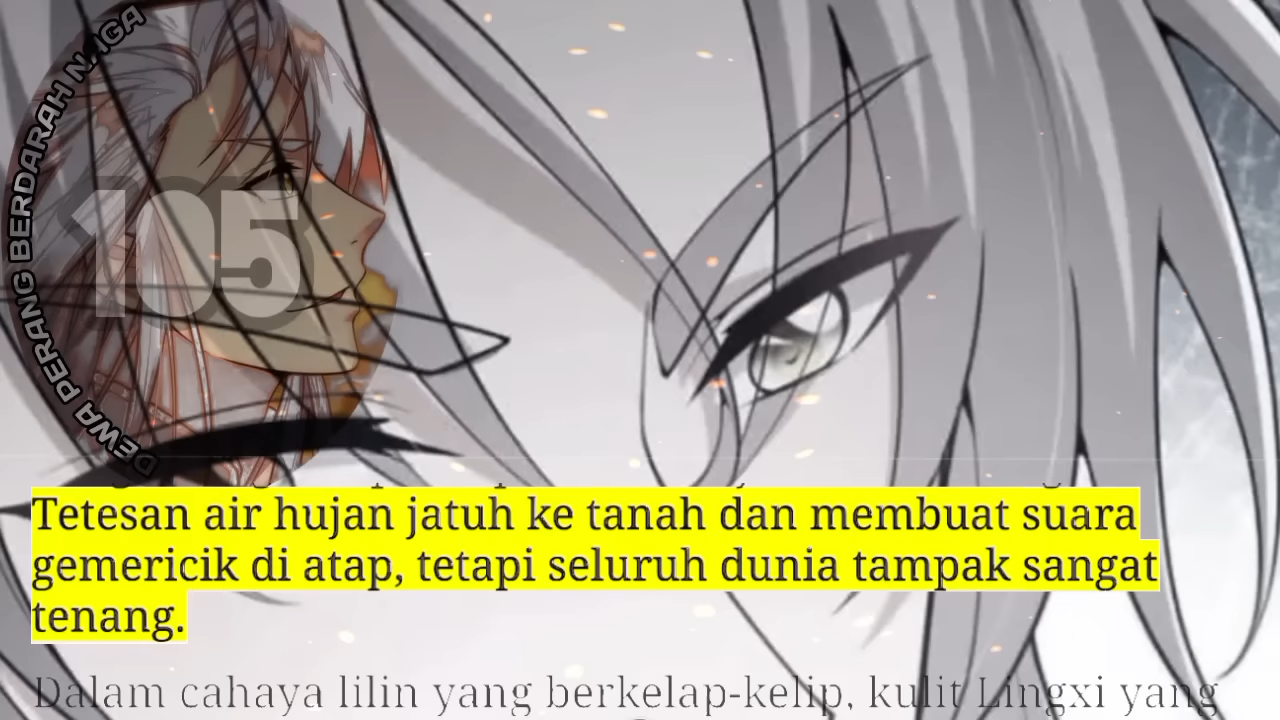 DEWA PERANG BERDARAH NAGA
105
Tetesan air hujan jatuh ke tanah dan membuat suara
gemericik di atap, tetapi seluruh dunia tampak sangat
tenang.
Dalam cahaya lilin yang berkelap-kelip, kulit Lingxi yang